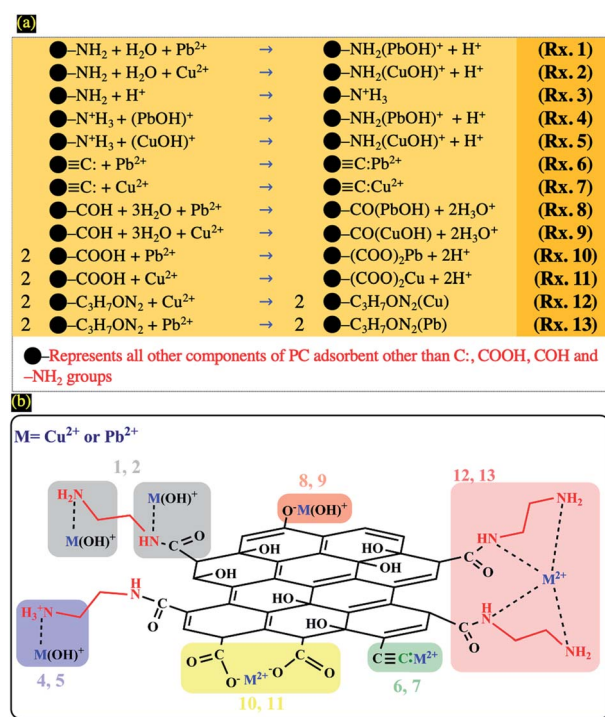 (a)
●–NH₂ + H₂O + Pb²⁺ → ●–NH₂(PbOH)⁺ + H⁺ (Rx. 1)
●–NH₂ + H₂O + Cu²⁺ → ●–NH₂(CuOH)⁺ + H⁺ (Rx. 2)
●–NH₂ + H⁺ → ●–N⁺H₃ (Rx. 3)
●–N⁺H₃ + (PbOH)⁺ → ●–NH₂(PbOH)⁺ + H⁺ (Rx. 4)
●–N⁺H₃ + (CuOH)⁺ → ●–NH₂(CuOH)⁺ + H⁺ (Rx. 5)
●≡C: + Pb²⁺ → ●≡C:Pb²⁺ (Rx. 6)
●≡C: + Cu²⁺ → ●≡C:Cu²⁺ (Rx. 7)
●–COH + 3H₂O + Pb²⁺ → ●–CO(PbOH) + 2H₃O⁺ (Rx. 8)
●–COH + 3H₂O + Cu²⁺ → ●–CO(CuOH) + 2H₃O⁺ (Rx. 9)
2 ●–COOH + Pb²⁺ → ●–(COO)₂Pb + 2H⁺ (Rx. 10)
2 ●–COOH + Cu²⁺ → ●–(COO)₂Cu + 2H⁺ (Rx. 11)
2 ●–C₃H₇ON₂ + Cu²⁺ → 2 ●–C₃H₇ON₂(Cu) (Rx. 12)
2 ●–C₃H₇ON₂ + Pb²⁺ → 2 ●–C₃H₇ON₂(Pb) (Rx. 13)
●–Represents all other components of PC adsorbent other than C:, COOH, COH and
–NH₂ groups
(b)
M= Cu²⁺ or Pb²⁺
1, 2
8, 9
12, 13
H₂N
M(OH)⁺
O⁻M(OH)⁺
NH₂
M(OH)⁺
HN
C
O
OH
HO
HN
C
O
OH
OH
HO
OH
M²⁺
H₃⁺N
H
N
C
O
HO
HO
C
O
H
N
M(OH)⁺
NH₂
4, 5
O
C
O⁻
M²⁺
⁻O
C
O
C≡C:M²⁺
6, 7
10, 11